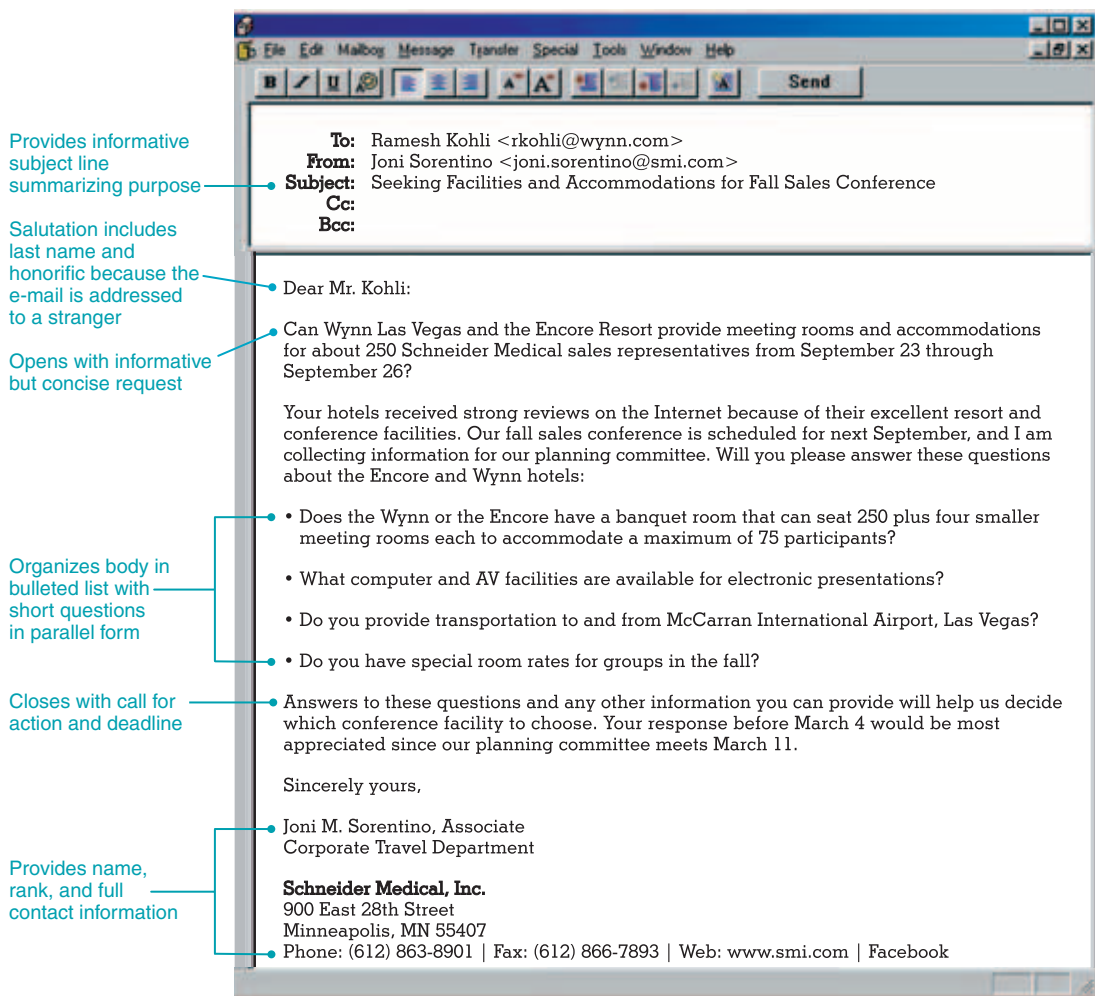 File Edit Mailbox Message Transfer Special Tools Window Help
B I U A A A Send
Provides informative
subject line
summarizing purpose
To: Ramesh Kohli <rkohli@wynn.com>
From: Joni Sorentino <joni.sorentino@smi.com>
Subject: Seeking Facilities and Accommodations for Fall Sales Conference
Cc:
Bcc:
Salutation includes
last name and
honorific because the
e-mail is addressed
to a stranger
Dear Mr. Kohli:
Opens with informative
but concise request
Can Wynn Las Vegas and the Encore Resort provide meeting rooms and accommodations
for about 250 Schneider Medical sales representatives from September 23 through
September 26?
Your hotels received strong reviews on the Internet because of their excellent resort and
conference facilities. Our fall sales conference is scheduled for next September, and I am
collecting information for our planning committee. Will you please answer these questions
about the Encore and Wynn hotels:
Organizes body in
bulleted list with
short questions
in parallel form
• Does the Wynn or the Encore have a banquet room that can seat 250 plus four smaller
meeting rooms each to accommodate a maximum of 75 participants?
• What computer and AV facilities are available for electronic presentations?
• Do you provide transportation to and from McCarran International Airport, Las Vegas?
• Do you have special room rates for groups in the fall?
Closes with call for
action and deadline
Answers to these questions and any other information you can provide will help us decide
which conference facility to choose. Your response before March 4 would be most
appreciated since our planning committee meets March 11.
Sincerely yours,
Provides name,
rank, and full
contact information
Joni M. Sorentino, Associate
Corporate Travel Department
Schneider Medical, Inc.
900 East 28th Street
Minneapolis, MN 55407
Phone: (612) 863-8901 | Fax: (612) 866-7893 | Web: www.smi.com | Facebook